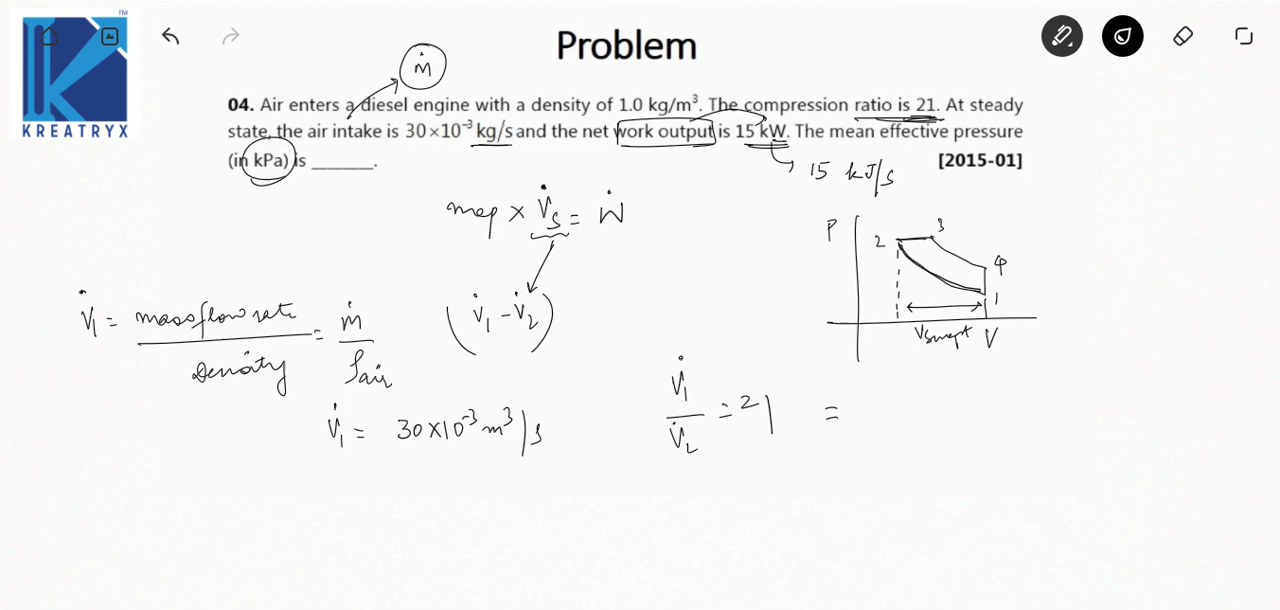 TM
KREATRYX
Problem
ṁ
04. Air enters a diesel engine with a density of 1.0 kg/m³. The compression ratio is 21. At steady
state, the air intake is 30×10⁻³ kg/s and the net work output is 15 kW. The mean effective pressure
(in kPa) is ______. [2015-01]
15 kJ/s
mep × V̇s = Ẇ
P
2
3
4
1
Vswept
V
V̇1 = mass flow rate / Density = ṁ / ρair
(V̇1 - V̇2)
V̇1 = 30×10⁻³ m³/s
V̇1 / V̇2 = 21 =